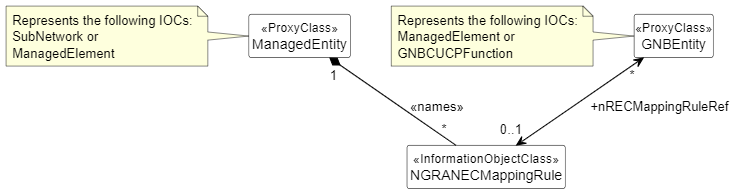 Represents the following IOCs:
SubNetwork or
ManagedElement
«ProxyClass»
ManagedEntity
Represents the following IOCs:
ManagedElement or
GNBCUCPFunction
«ProxyClass»
GNBEntity
1
*
«names»
+nRECMappingRuleRef
*
0..1
«InformationObjectClass»
NGRANECMappingRule